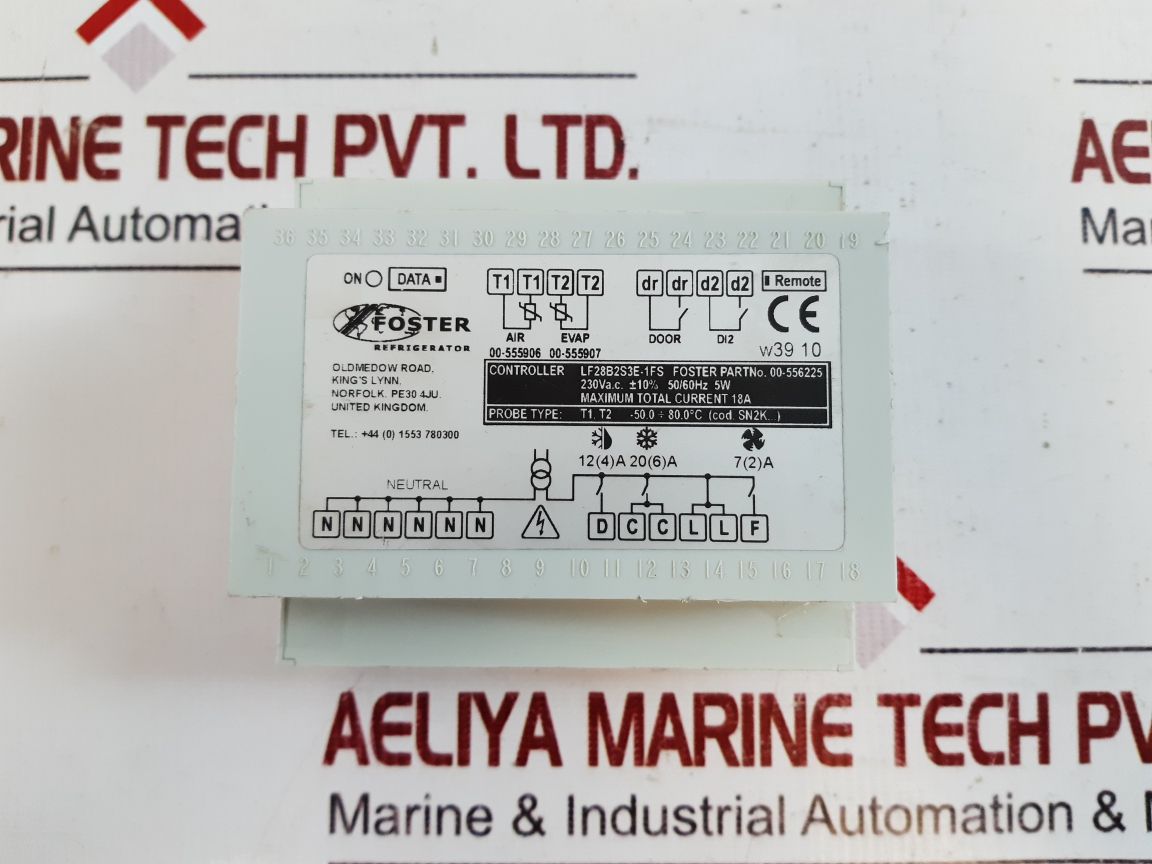 RINE TECH PVT. LTD.
rial Automati
AE
Ma
36 35 34 33 32 31 30 29 28 27 26 25 24 23 22 21 20 19
ON DATA
T1 T1 T2 T2
dr dr d2 d2
Remote
FOSTER
REFRIGERATOR
AIR EVAP
00-555906 00-555907
DOOR DI2
CE
w39 10
OLDMEDOW ROAD.
KING'S LYNN.
NORFOLK. PE30 4JU.
UNITED KINGDOM.
TEL.: +44 (0) 1553 780300
CONTROLLER LF28B2S3E-1FS FOSTER PARTNo. 00-556225
230Va.c. ±10% 50/60Hz 5W
MAXIMUM TOTAL CURRENT 18A
PROBE TYPE: T1, T2 -50.0 ÷ 80.0°C (cod. SN2K...)
12(4)A 20(6)A 7(2)A
NEUTRAL
N N N N N N
D C C L L F
1 2 3 4 5 6 7 8 9 10 11 12 13 14 15 16 17 18
AELIYA MARINE TECH PV
Marine & Industrial Automation &